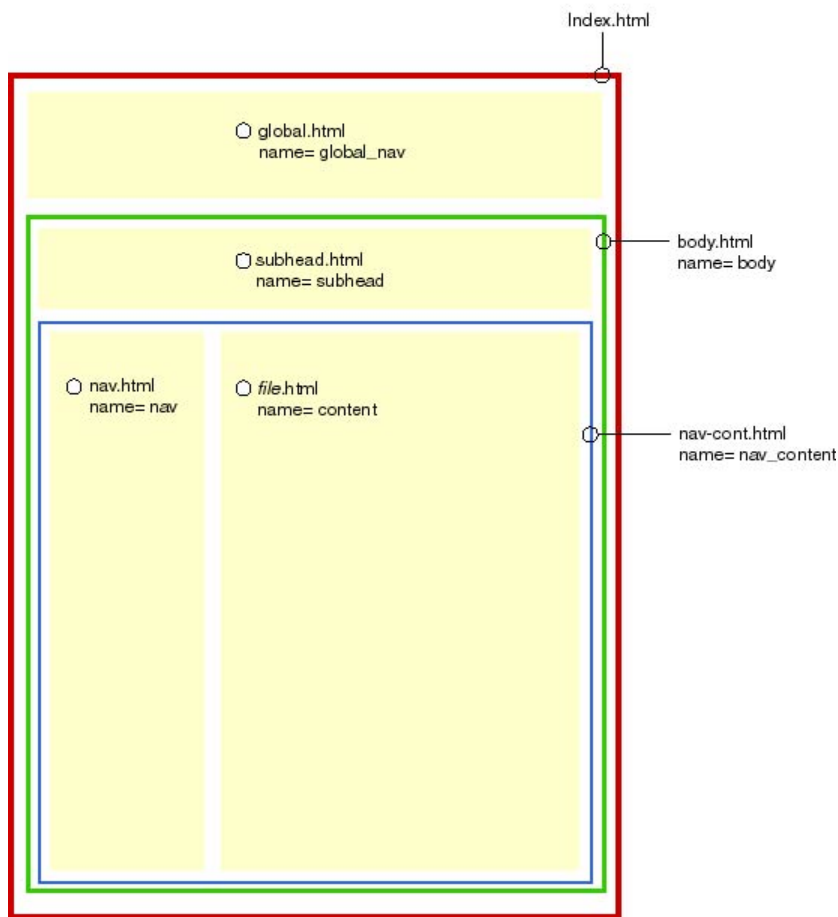 Index.html
global.html
name= global_nav
body.html
name= body
subhead.html
name= subhead
nav.html
name= nav
file.html
name= content
nav-cont.html
name= nav_content